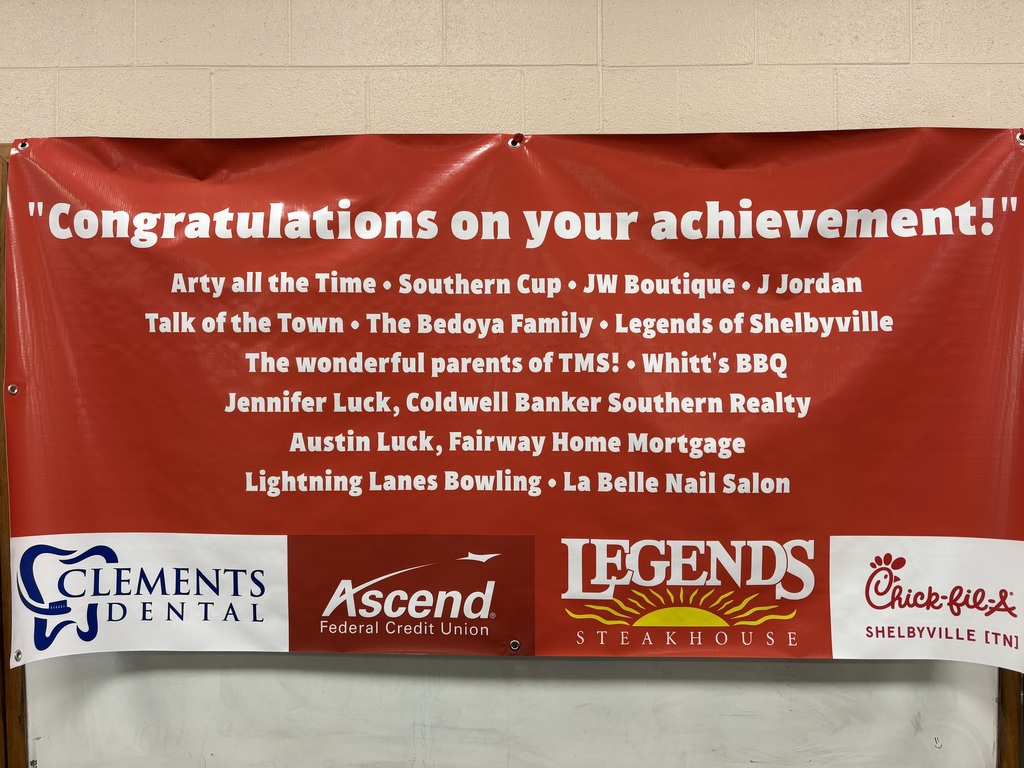 "Congratulations on your achievement!"
Arty all the Time • Southern Cup • JW Boutique • J Jordan
Talk of the Town • The Bedoya Family • Legends of Shelbyville
The wonderful parents of TMS! • Whitt's BBQ
Jennifer Luck, Coldwell Banker Southern Realty
Austin Luck, Fairway Home Mortgage
Lightning Lanes Bowling • La Belle Nail Salon
CLEMENTS
DENTAL
Ascend®
Federal Credit Union
LEGENDS
STEAKHOUSE
Chick-fil-A
SHELBYVILLE [TN]